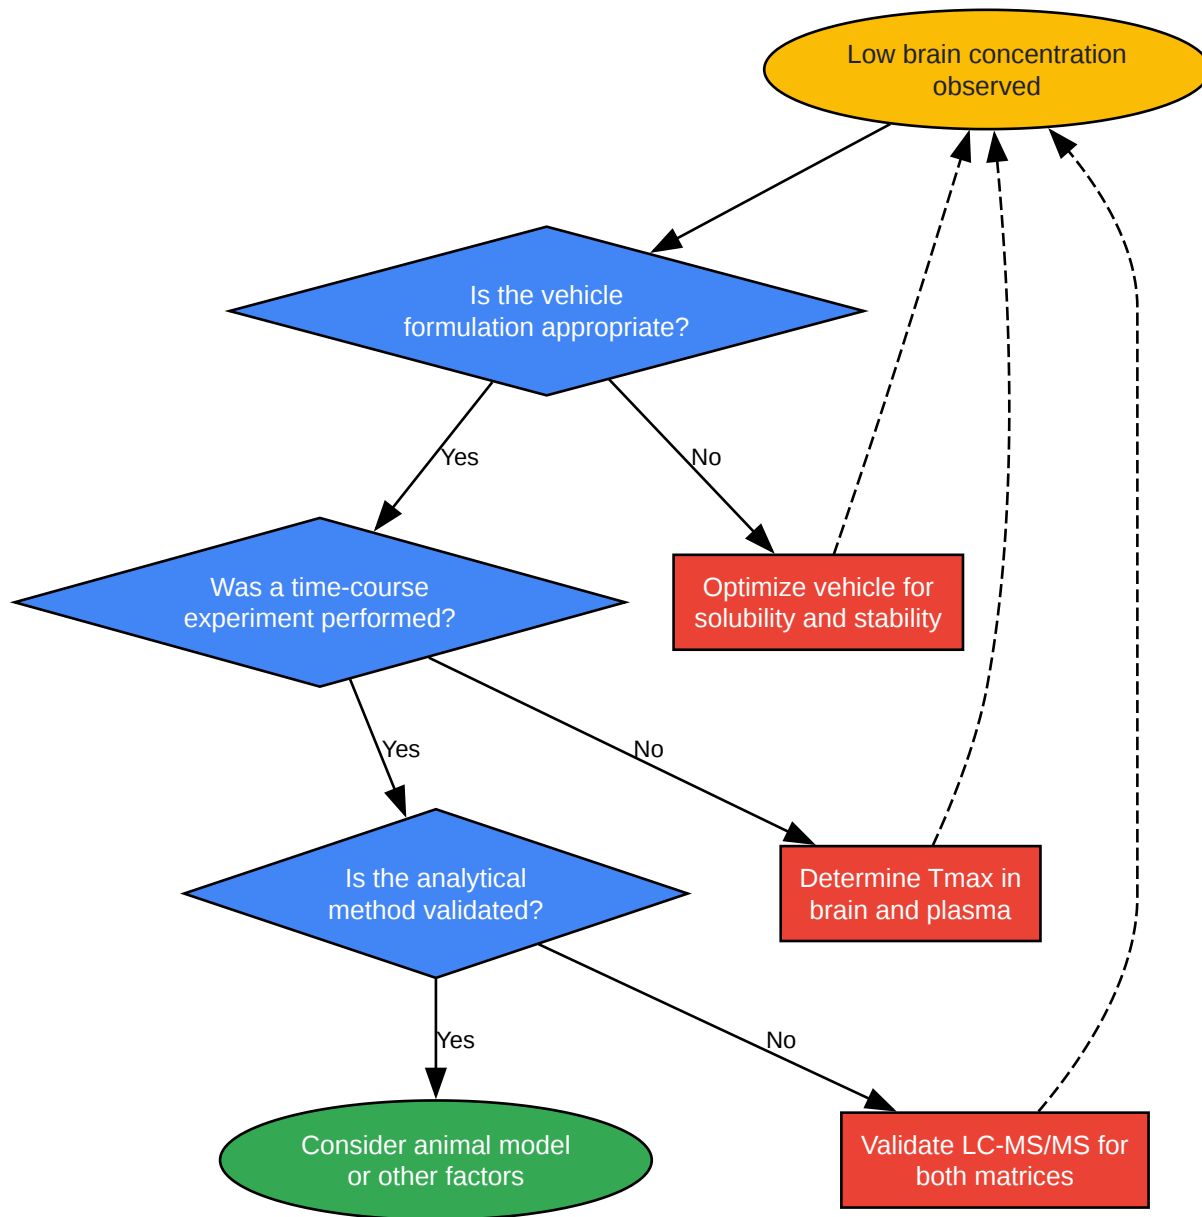 Low brain concentration
observed
Is the vehicle
formulation appropriate?
Yes
No
Was a time-course
experiment performed?
Optimize vehicle for
solubility and stability
Yes
No
Is the analytical
method validated?
Determine Tmax in
brain and plasma
Yes
No
Consider animal model
or other factors
Validate LC-MS/MS for
both matrices